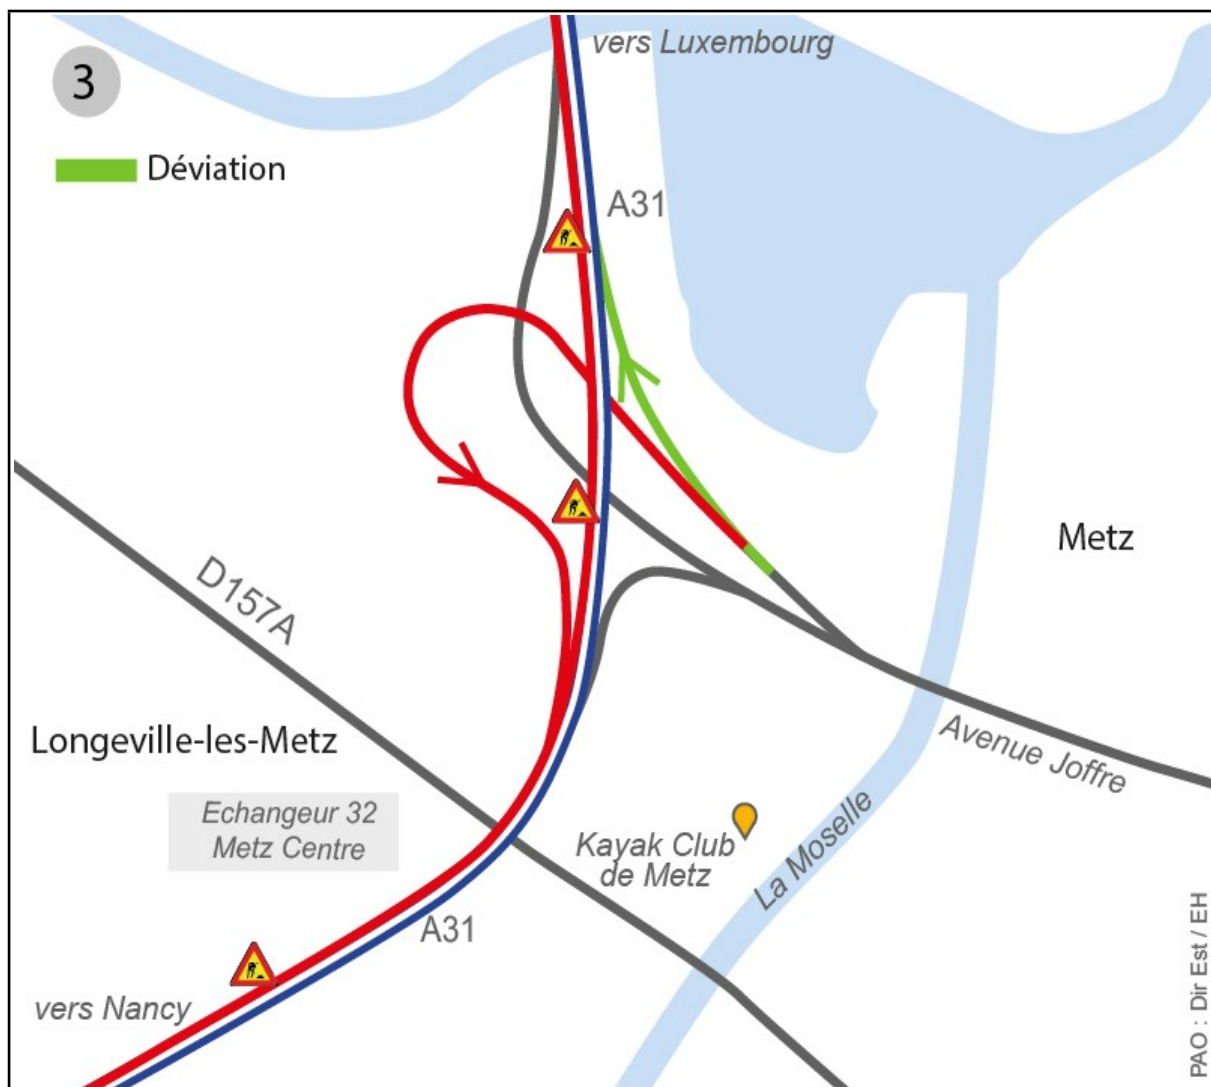 3
vers Luxembourg
Déviation
A31
Metz
D157A
Longeville-les-Metz
Avenue Joffre
Echangeur 32
Metz Centre
Kayak Club
de Metz
La Moselle
A31
vers Nancy
PAO : Dir Est / EH